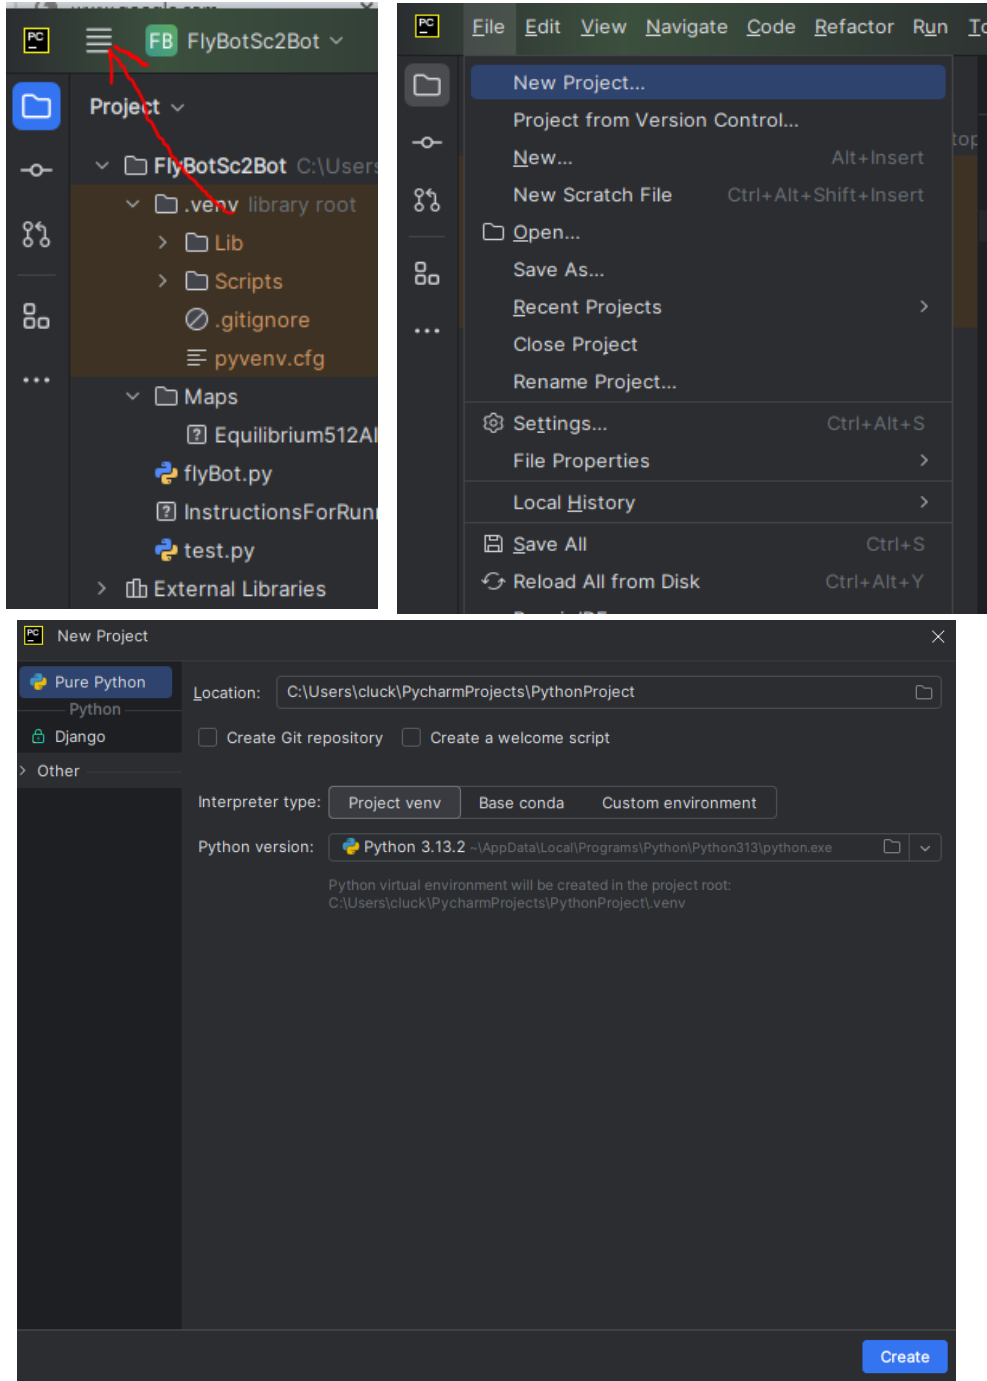 PC
FB FlyBotSc2Bot
Project
FlyBotSc2Bot C:\Users
.venv library root
Lib
Scripts
.gitignore
pyvenv.cfg
Maps
Equilibrium512AI
flyBot.py
InstructionsForRun
test.py
External Libraries
PC
File Edit View Navigate Code Refactor Run To
New Project...
Project from Version Control...
New... Alt+Insert
New Scratch File Ctrl+Alt+Shift+Insert
Open...
Save As...
Recent Projects
Close Project
Rename Project...
Settings... Ctrl+Alt+S
File Properties
Local History
Save All Ctrl+S
Reload All from Disk Ctrl+Alt+Y
top
PC New Project
Pure Python
Python
Django
Other
Location: C:\Users\cluck\PycharmProjects\PythonProject
Create Git repository Create a welcome script
Interpreter type: Project venv Base conda Custom environment
Python version: Python 3.13.2 ~\AppData\Local\Programs\Python\Python313\python.exe
Python virtual environment will be created in the project root:
C:\Users\cluck\PycharmProjects\PythonProject\.venv
Create